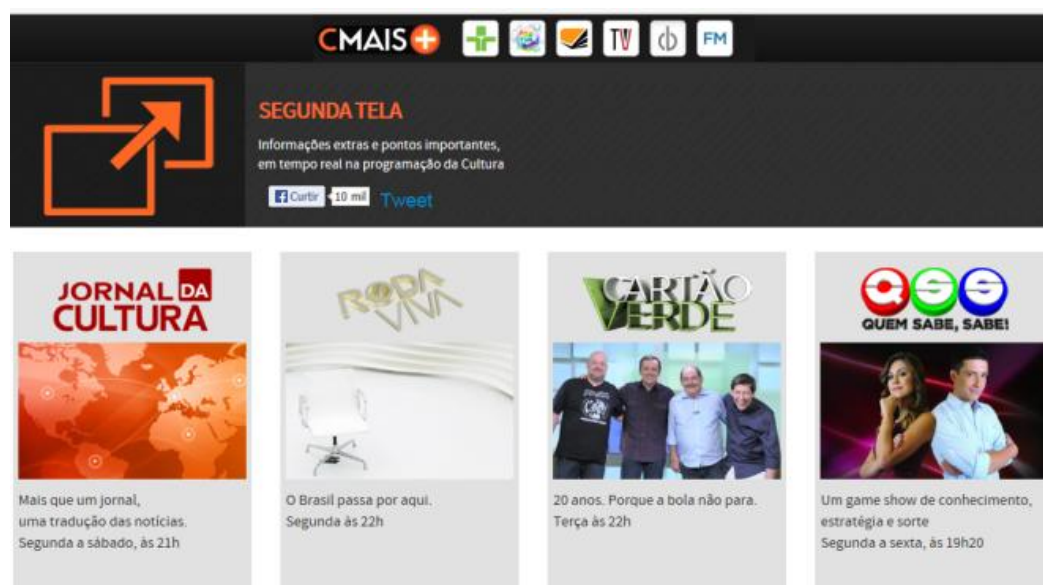 CMAIS+
TV
cb
FM
SEGUNDA TELA
Informações extras e pontos importantes,
em tempo real na programação da Cultura
Curtir 10 mil Tweet
JORNAL DA
CULTURA
Mais que um jornal,
uma tradução das notícias.
Segunda a sábado, às 21h
RODA
VIVA
O Brasil passa por aqui.
Segunda às 22h
CARTÃO
VERDE
20 anos. Porque a bola não para.
Terça às 22h
QSS
QUEM SABE, SABE!
Um game show de conhecimento,
estratégia e sorte
Segunda a sexta, às 19h20